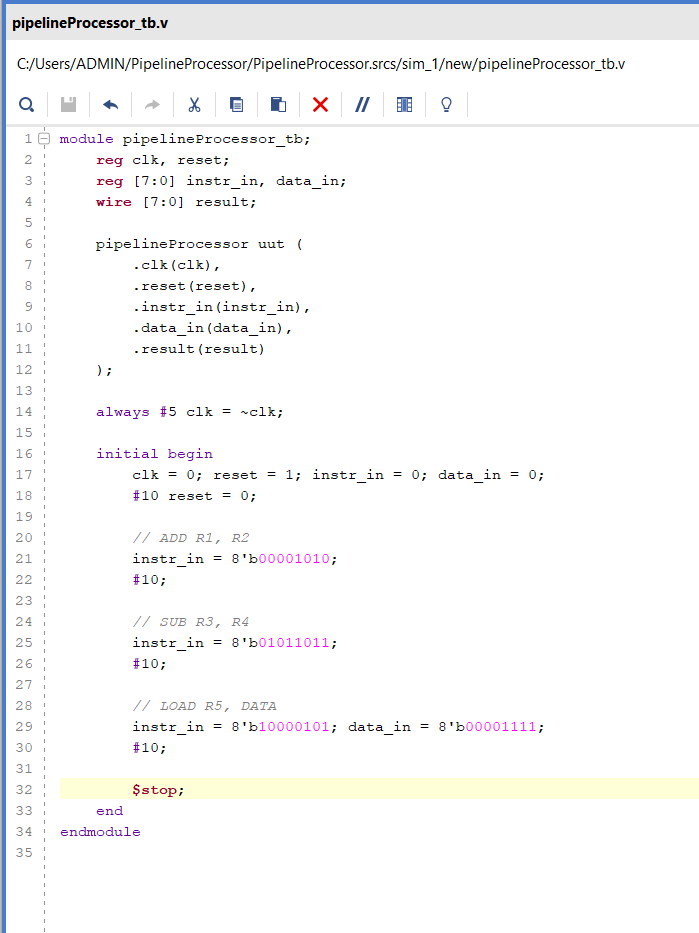 pipelineProcessor_tb.v
C:/Users/ADMIN/PipelineProcessor/PipelineProcessor.srcs/sim_1/new/pipelineProcessor_tb.v
1 module pipelineProcessor_tb;
2 reg clk, reset;
3 reg [7:0] instr_in, data_in;
4 wire [7:0] result;
5
6 pipelineProcessor uut (
7 .clk(clk),
8 .reset(reset),
9 .instr_in(instr_in),
10 .data_in(data_in),
11 .result(result)
12 );
13
14 always #5 clk = ~clk;
15
16 initial begin
17 clk = 0; reset = 1; instr_in = 0; data_in = 0;
18 #10 reset = 0;
19
20 // ADD R1, R2
21 instr_in = 8'b00001010;
22 #10;
23
24 // SUB R3, R4
25 instr_in = 8'b01011011;
26 #10;
27
28 // LOAD R5, DATA
29 instr_in = 8'b10000101; data_in = 8'b00001111;
30 #10;
31
32 $stop;
33 end
34 endmodule
35